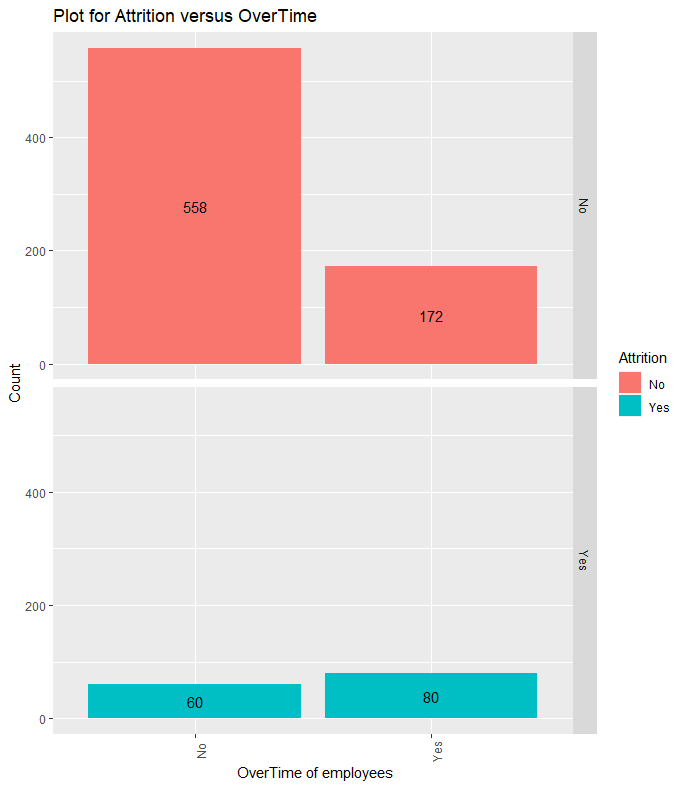 Plot for Attrition versus OverTime
Count
400
200
0
558
172
No
400
200
0
60
80
Yes
No
Yes
OverTime of employees
Attrition
No
Yes